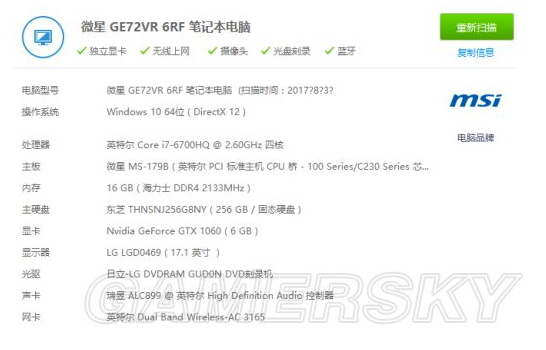 微星 GE72VR 6RF 笔记本电脑
重新扫描
独立显卡 无线上网 摄像头 光盘刻录 蓝牙
复制信息
电脑型号 微星 GE72VR 6RF 笔记本电脑 (扫描时间：2017?8?3?
操作系统 Windows 10 64位 ( DirectX 12 )
msi
电脑品牌
处理器 英特尔 Core i7-6700HQ @ 2.60GHz 四核
主板 微星 MS-179B ( 英特尔 PCI 标准主机 CPU 桥 - 100 Series/C230 Series 芯...
内存 16 GB ( 海力士 DDR4 2133MHz )
主硬盘 东芝 THNSNJ256G8NY ( 256 GB / 固态硬盘 )
显卡 Nvidia GeForce GTX 1060 ( 6 GB )
显示器 LG LGD0469 ( 17.1 英寸 )
光驱 日立-LG DVDRAM GUD0N DVD刻录机
声卡 瑞昱 ALC899 @ 英特尔 High Definition Audio 控制器
网卡 英特尔 Dual Band Wireless-AC 3165
GAMERSKY